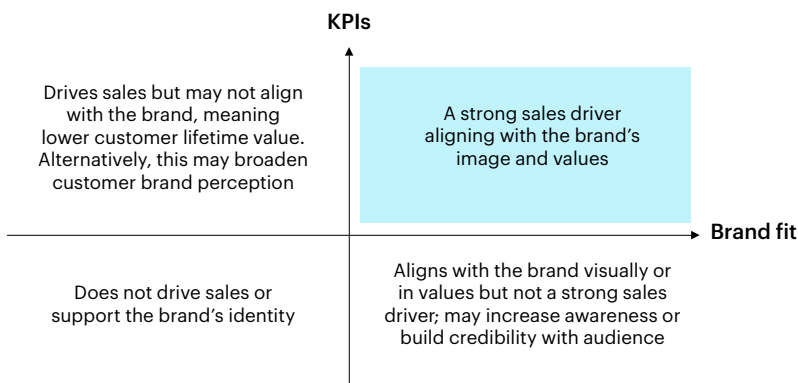 KPIs
Drives sales but may not align
with the brand, meaning
lower customer lifetime value.
Alternatively, this may broaden
customer brand perception
A strong sales driver
aligning with the brand’s
image and values
Brand fit
Does not drive sales or
support the brand’s identity
Aligns with the brand visually or
in values but not a strong sales
driver; may increase awareness or
build credibility with audience